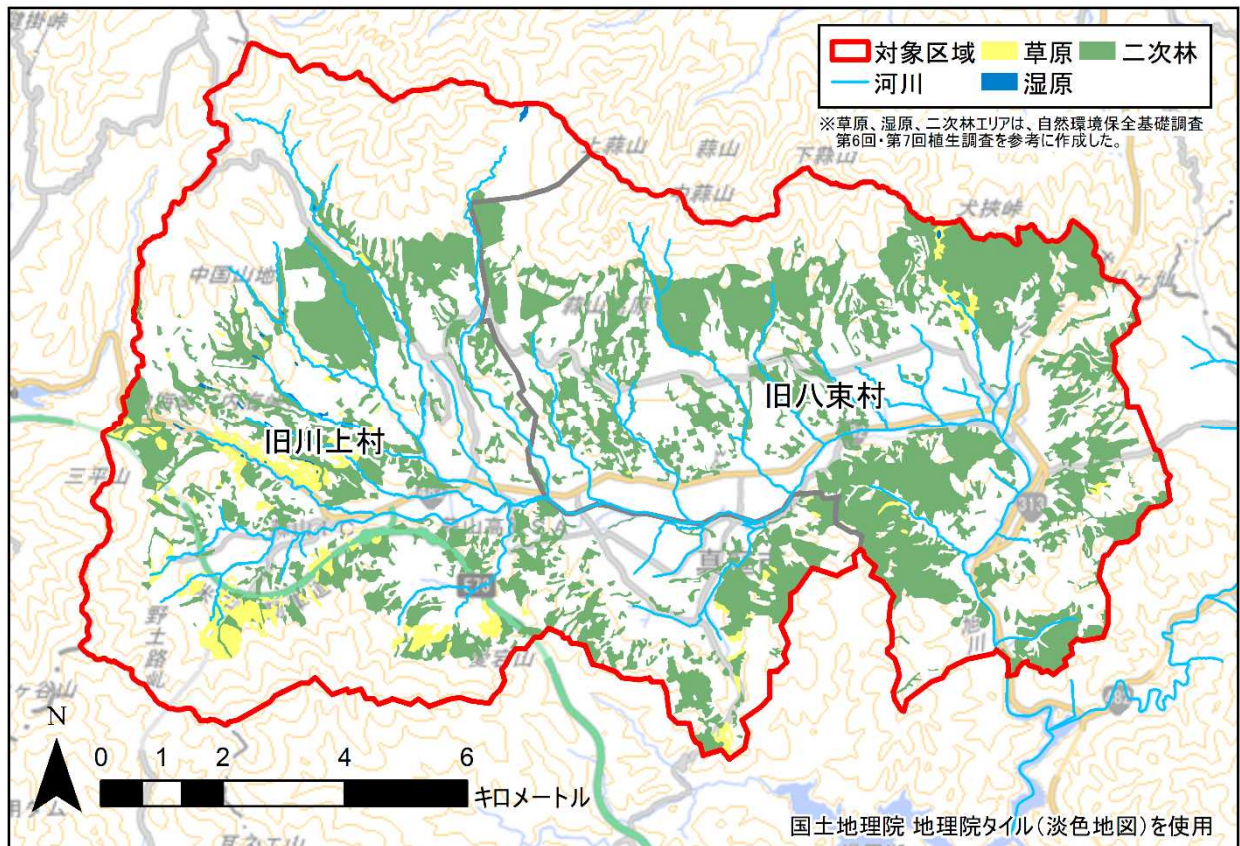 対象区域
草原
二次林
河川
湿原
※草原、湿原、二次林エリアは、自然環境保全基礎調査
第6回・第7回植生調査を参考に作成した。
上蒜山
蒜山
下蒜山
中蒜山
犬挟峠
中国山地
旧八束村
旧川上村
三平山
313
真庭市
野土路乢
愛宕山
旭川
N
0 1 2 4 6
キロメートル
国土地理院 地理院タイル(淡色地図)を使用